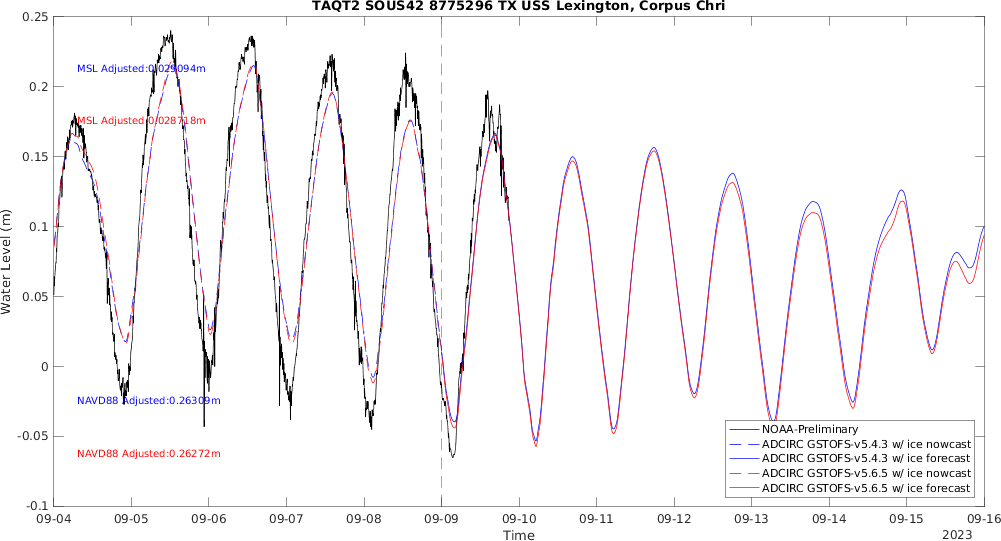 TAQT2 SOUS42 8775296 TX USS Lexington, Corpus Chri
0.25
0.2
0.15
0.1
0.05
0
-0.05
-0.1
Water Level (m)
MSL Adjusted:0.029094m
MSL Adjusted:0.028718m
NAVD88 Adjusted:0.26309m
NAVD88 Adjusted:0.26272m
NOAA-Preliminary
ADCIRC GSTOFS-v5.4.3 w/ ice nowcast
ADCIRC GSTOFS-v5.4.3 w/ ice forecast
ADCIRC GSTOFS-v5.6.5 w/ ice nowcast
ADCIRC GSTOFS-v5.6.5 w/ ice forecast
09-04 09-05 09-06 09-07 09-08 09-09 09-10 09-11 09-12 09-13 09-14 09-15 09-16
Time
2023